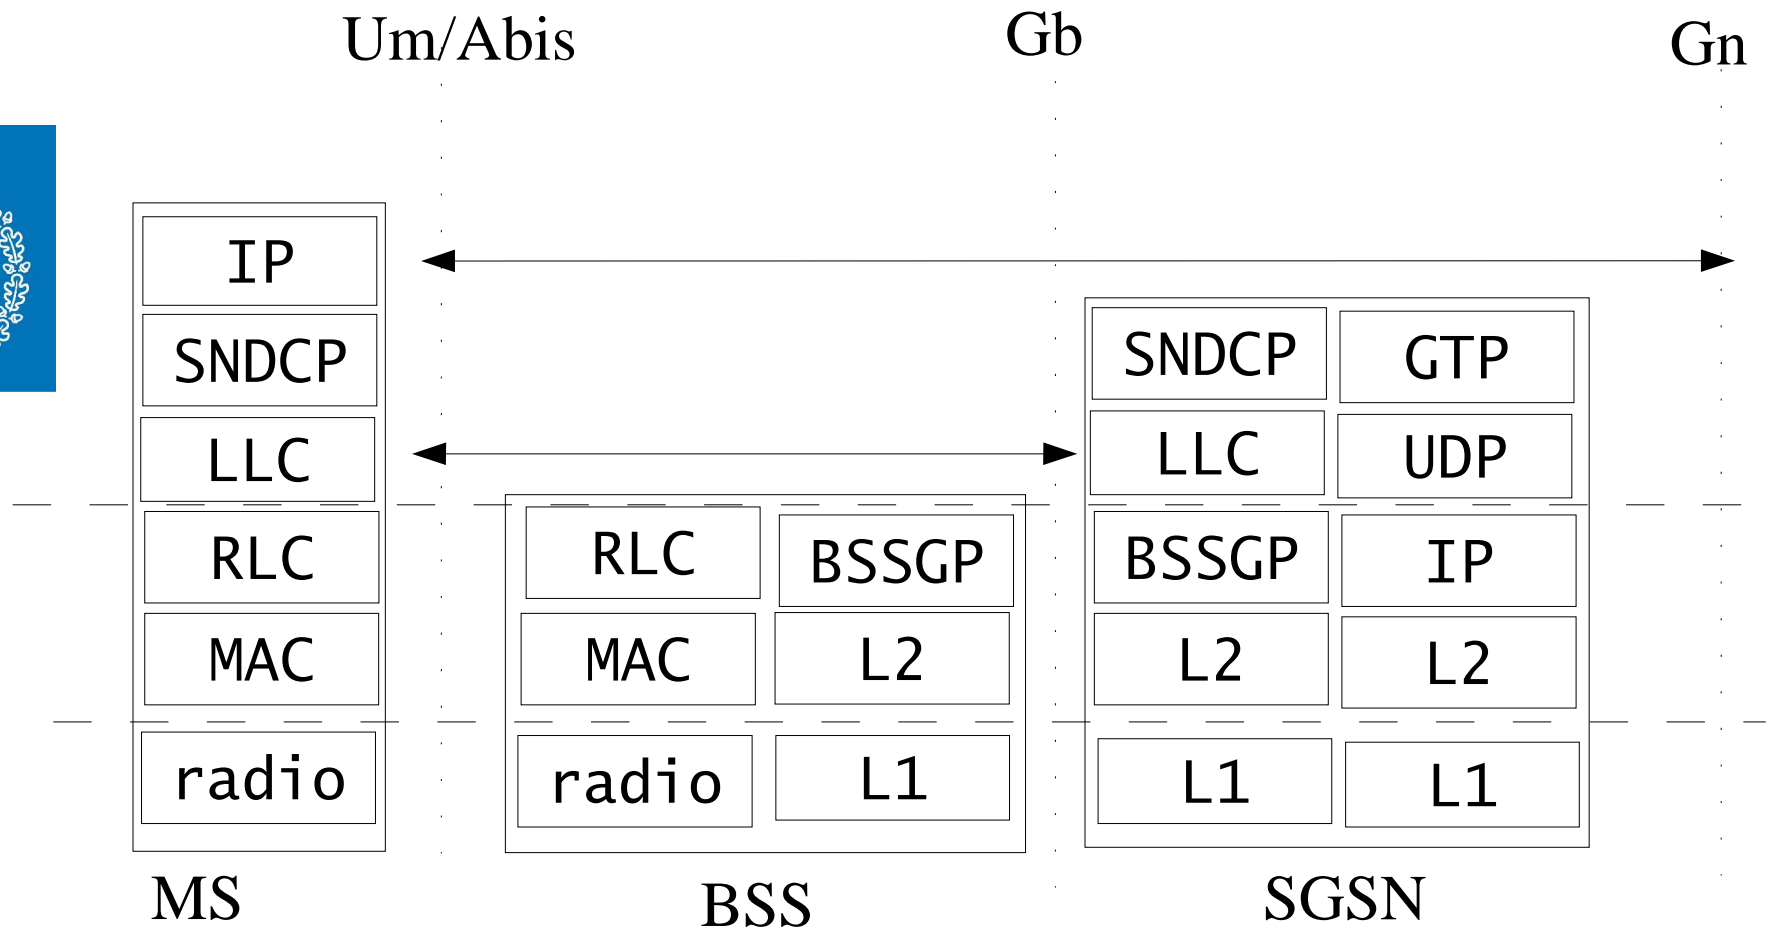 Um/Abis Gb Gn
IP
SNDCP SNDCP GTP
LLC LLC UDP
RLC RLC BSSGP BSSGP IP
MAC MAC L2 L2 L2
radio radio L1 L1 L1
MS BSS SGSN